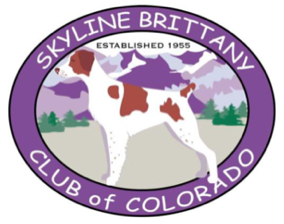 SKYLINE BRITTANY
ESTABLISHED 1955
CLUB of COLORADO